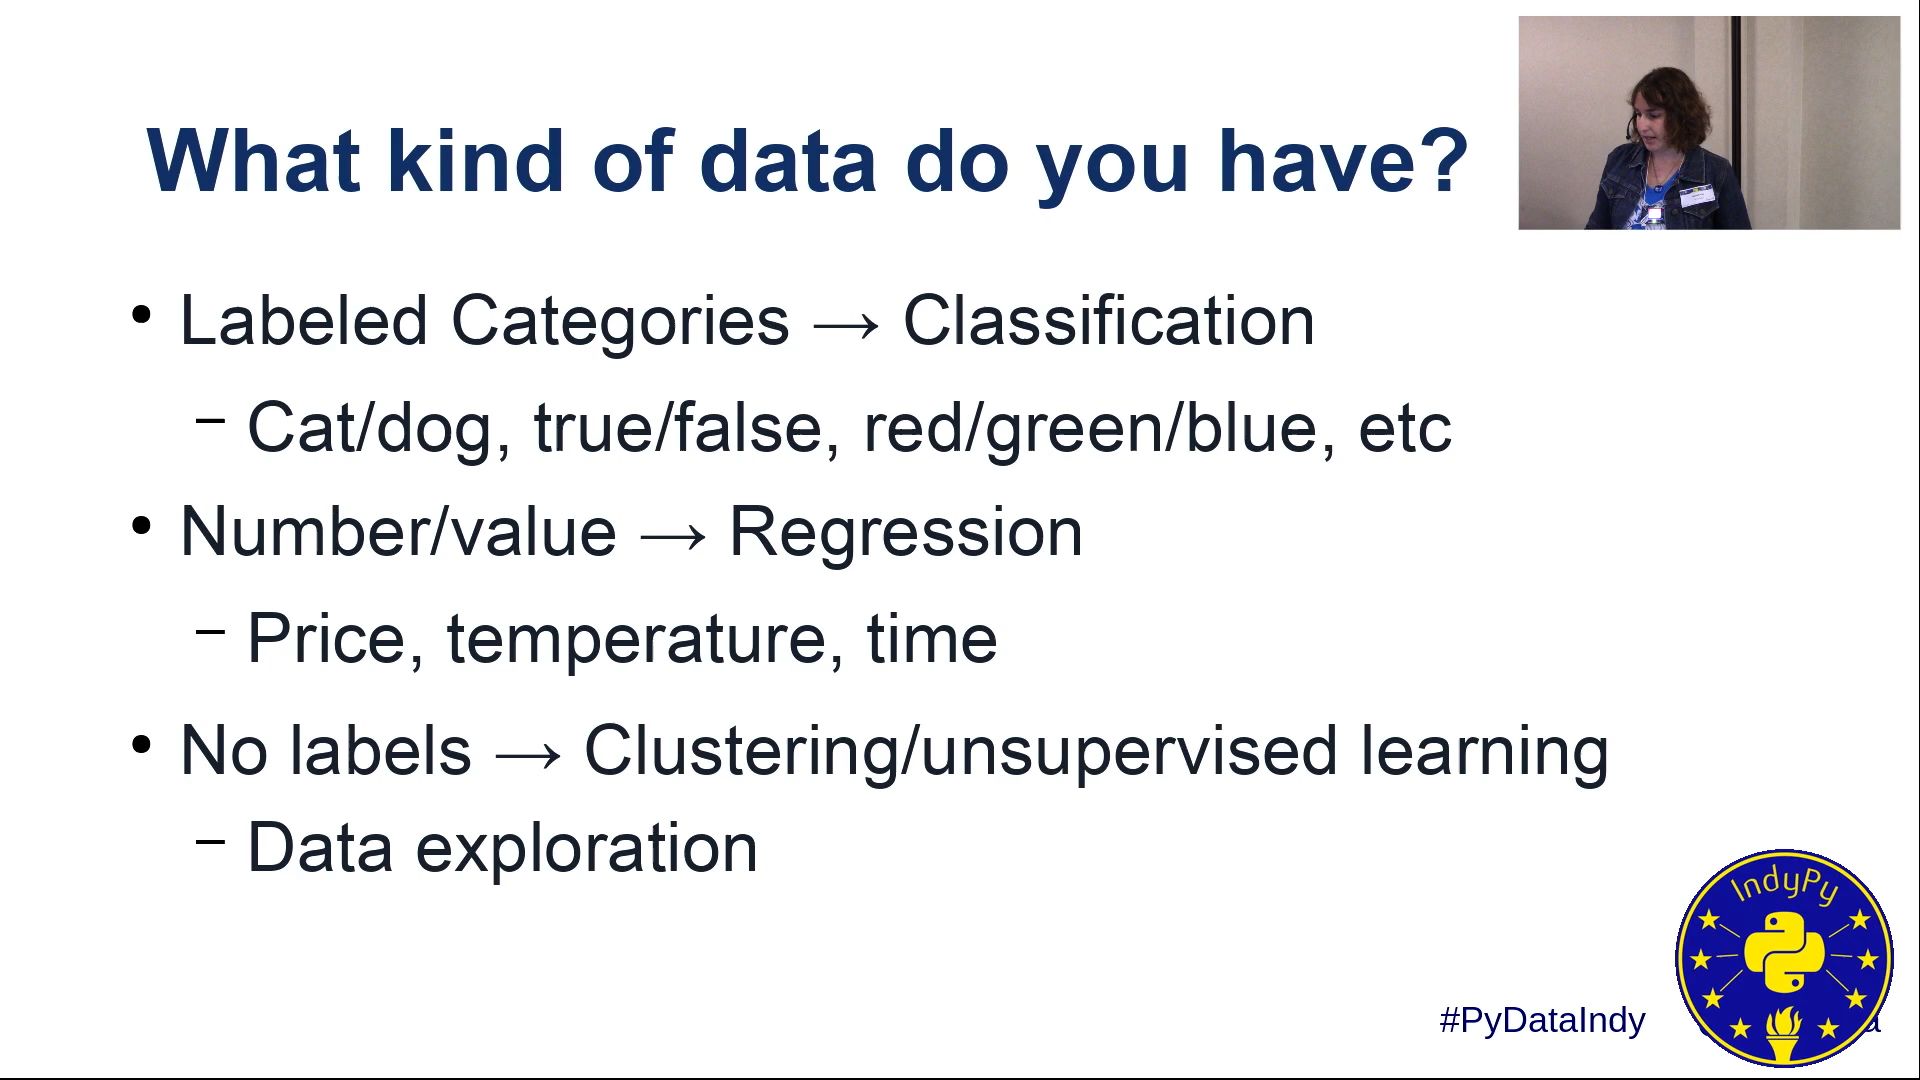 What kind of data do you have?
• Labeled Categories → Classification
– Cat/dog, true/false, red/green/blue, etc
• Number/value → Regression
– Price, temperature, time
• No labels → Clustering/unsupervised learning
– Data exploration
IndyPy
#PyDataIndy